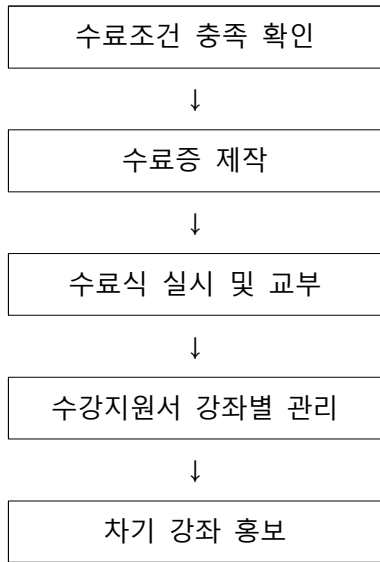 수료조건 충족 확인
↓
수료증 제작
↓
수료식 실시 및 교부
↓
수강지원서 강좌별 관리
↓
차기 강좌 홍보